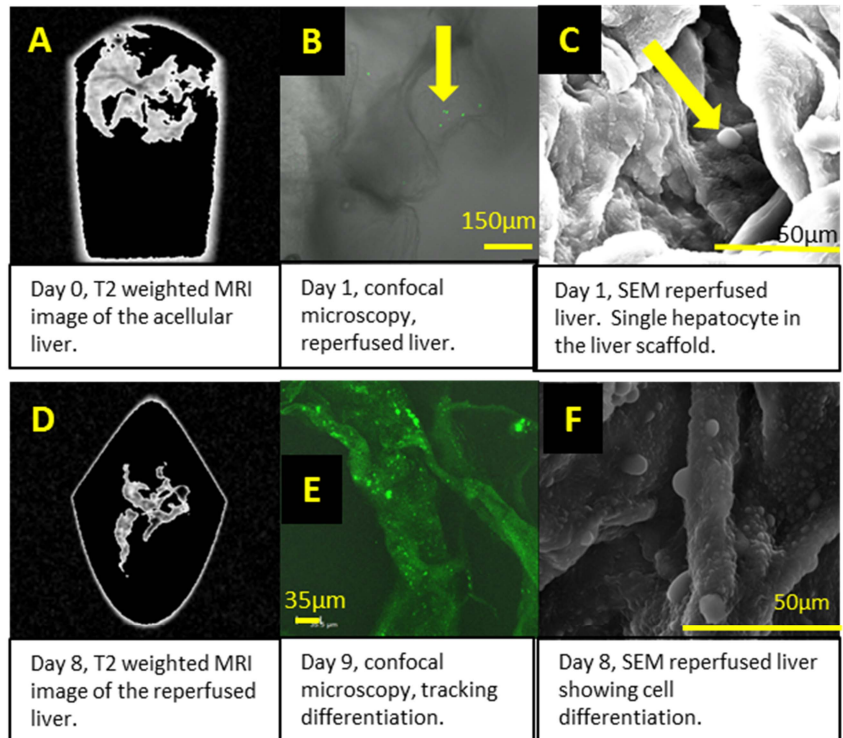 A
B
C
150µm
50µm
Day 0, T2 weighted MRI
image of the acellular
liver.
Day 1, confocal
microscopy,
reperfused liver.
Day 1, SEM reperfused
liver.  Single hepatocyte in
the liver scaffold.
D
E
F
35µm
50µm
Day 8, T2 weighted MRI
image of the reperfused
liver.
Day 9, confocal
microscopy, tracking
differentiation.
Day 8, SEM reperfused liver
showing cell
differentiation.